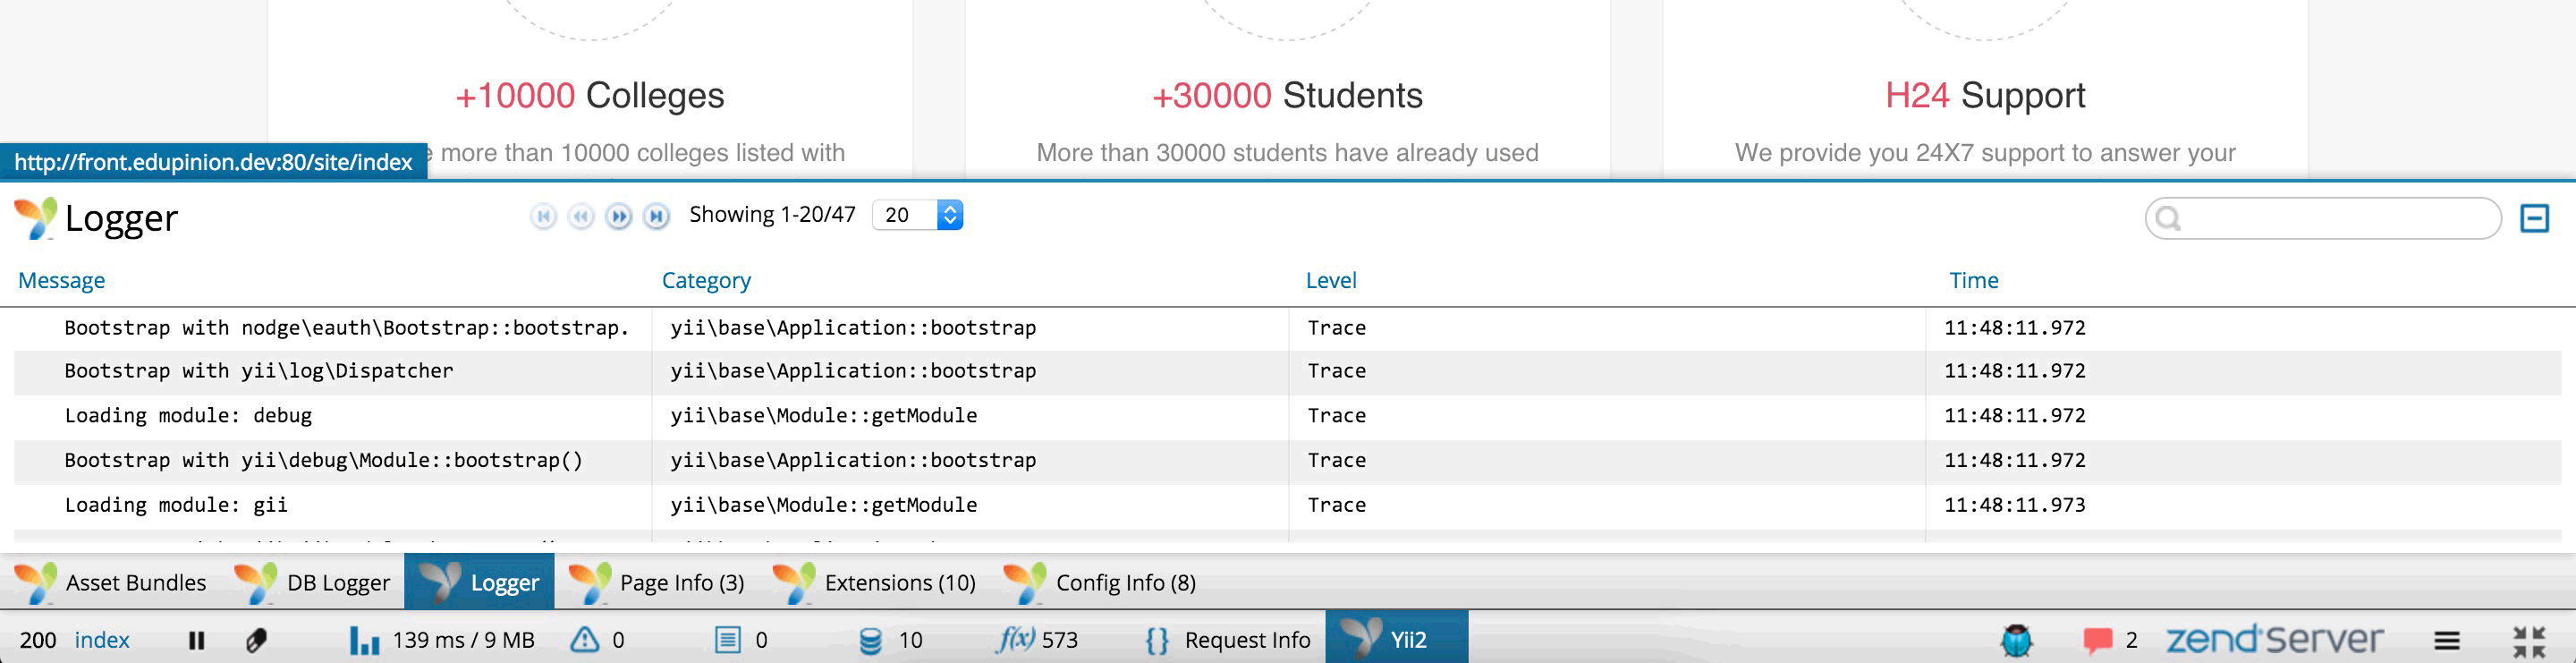 +10000 Colleges
+30000 Students
H24 Support
more than 10000 colleges listed with
More than 30000 students have already used
We provide you 24X7 support to answer your
http://front.edupinion.dev:80/site/index
Logger
Showing 1-20/47
20
Message Category Level Time
Bootstrap with nodge\eauth\Bootstrap::bootstrap. yii\base\Application::bootstrap Trace 11:48:11.972
Bootstrap with yii\log\Dispatcher yii\base\Application::bootstrap Trace 11:48:11.972
Loading module: debug yii\base\Module::getModule Trace 11:48:11.972
Bootstrap with yii\debug\Module::bootstrap() yii\base\Application::bootstrap Trace 11:48:11.972
Loading module: gii yii\base\Module::getModule Trace 11:48:11.973
Asset Bundles DB Logger Logger Page Info (3) Extensions (10) Config Info (8)
200 index 139 ms / 9 MB 0 0 10 f(x) 573 {} Request Info Yii2 2 zend Server